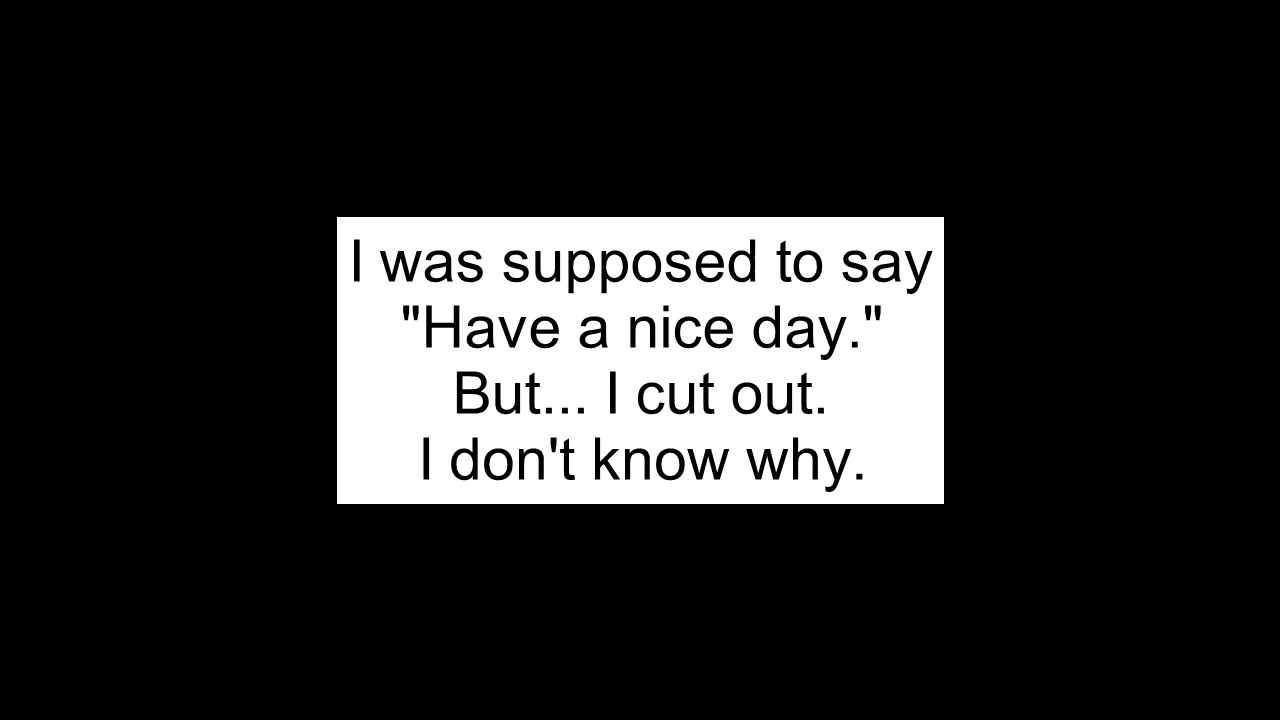 I was supposed to say
"Have a nice day."
But... I cut out.
I don't know why.